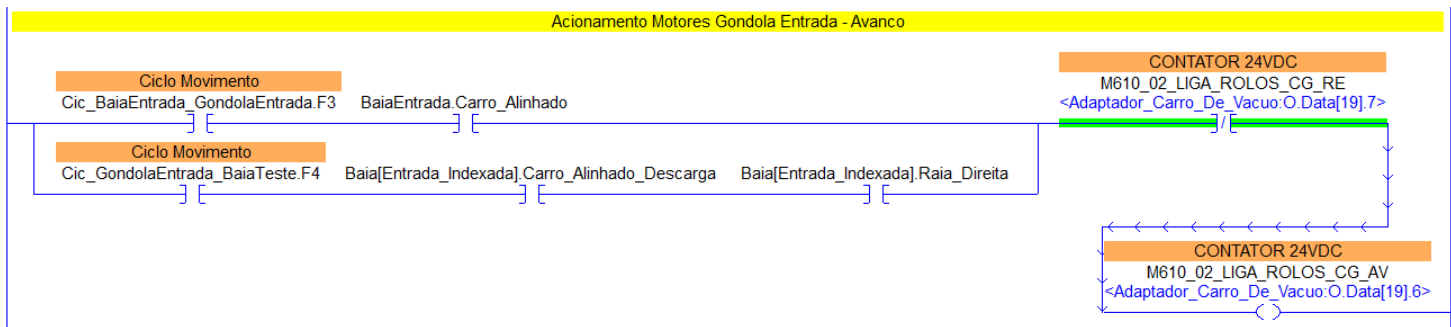 Acionamento Motores Gondola Entrada - Avanco
Ciclo Movimento
Cic_BaiaEntrada_GondolaEntrada.F3
BaiaEntrada.Carro_Alinhado
CONTATOR 24VDC
M610_02_LIGA_ROLOS_CG_RE
<Adaptador_Carro_De_Vacuo:O.Data[19].7>
Ciclo Movimento
Cic_GondolaEntrada_BaiaTeste.F4
Baia[Entrada_Indexada].Carro_Alinhado_Descarga
Baia[Entrada_Indexada].Raia_Direita
CONTATOR 24VDC
M610_02_LIGA_ROLOS_CG_AV
<Adaptador_Carro_De_Vacuo:O.Data[19].6>